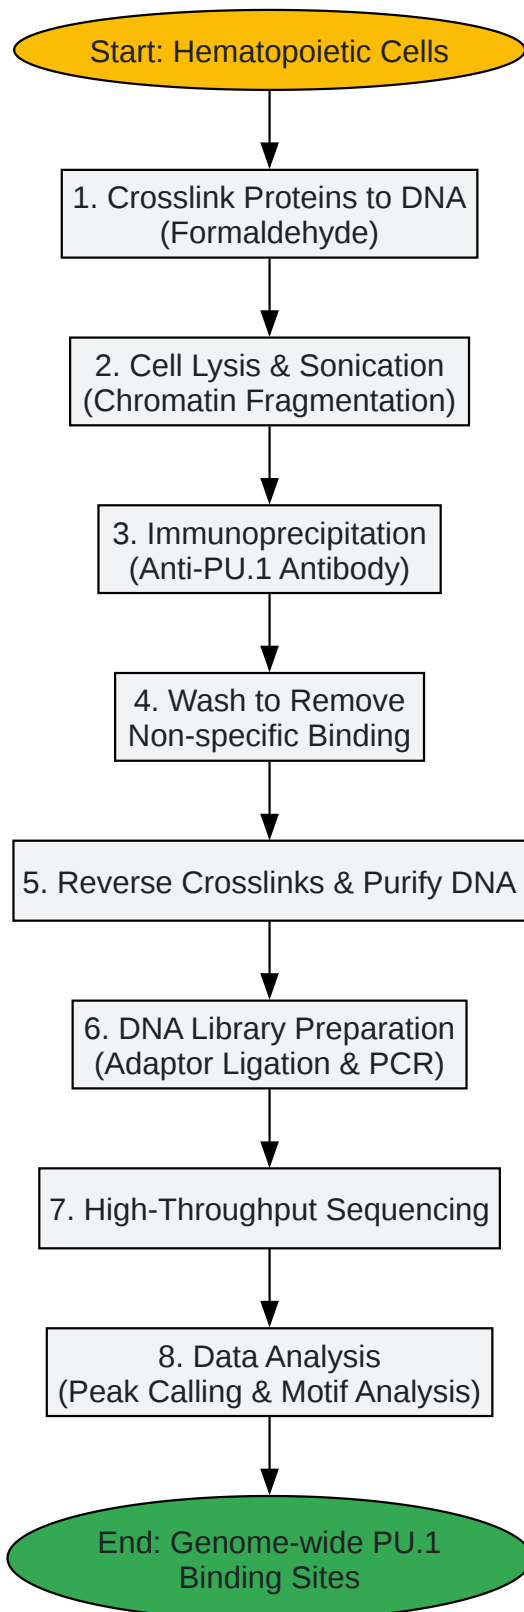 Start: Hematopoietic Cells
1. Crosslink Proteins to DNA
(Formaldehyde)
2. Cell Lysis & Sonication
(Chromatin Fragmentation)
3. Immunoprecipitation
(Anti-PU.1 Antibody)
4. Wash to Remove
Non-specific Binding
5. Reverse Crosslinks & Purify DNA
6. DNA Library Preparation
(Adaptor Ligation & PCR)
7. High-Throughput Sequencing
8. Data Analysis
(Peak Calling & Motif Analysis)
End: Genome-wide PU.1
Binding Sites